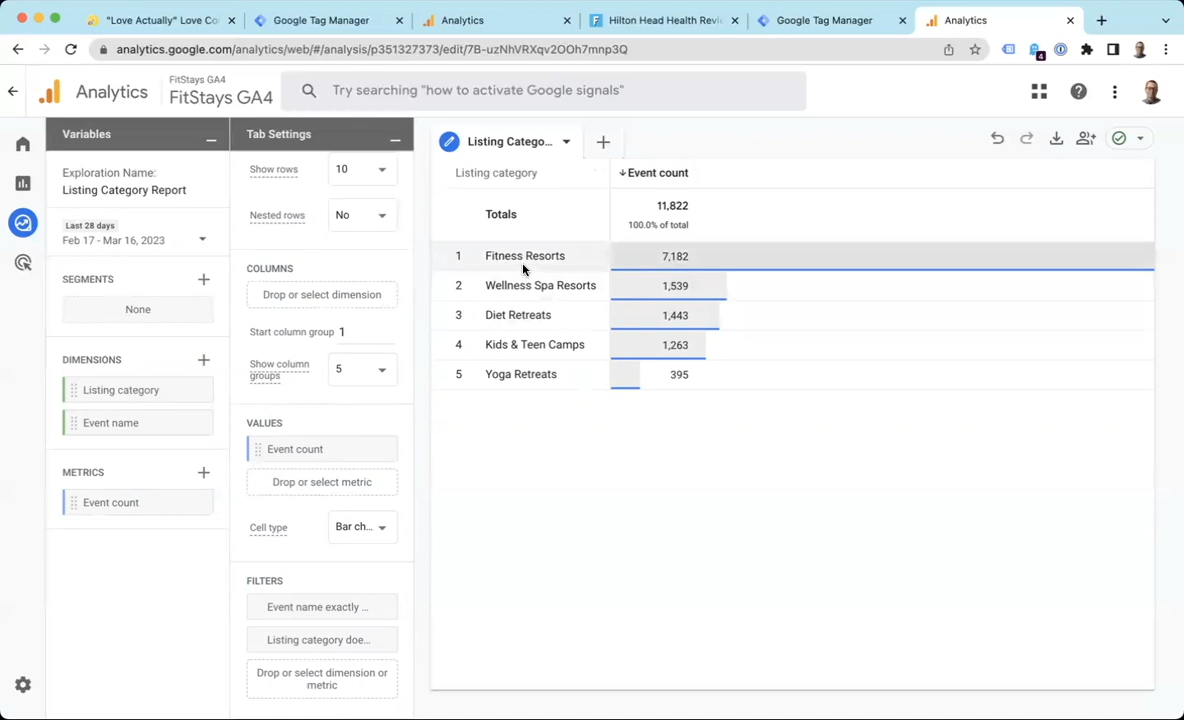 "Love Actually" Love Co
Google Tag Manager
Analytics
Hilton Head Health Revie
Google Tag Manager
Analytics
analytics.google.com/analytics/web/#/analysis/p351327373/edit/7B-uzNhVRXqv2OOh7mnp3Q
4
Analytics
FitStays GA4
FitStays GA4
Try searching "how to activate Google signals"
Variables
Exploration Name:
Listing Category Report
Last 28 days
Feb 17 - Mar 16, 2023
SEGMENTS
None
DIMENSIONS
Listing category
Event name
METRICS
Event count
Tab Settings
Show rows
10
Nested rows
No
COLUMNS
Drop or select dimension
Start column group 1
Show column
groups
5
VALUES
Event count
Drop or select metric
Cell type
Bar ch...
FILTERS
Event name exactly ...
Listing category doe...
Drop or select dimension or
metric
Listing Catego...
Listing category
↓Event count
Totals
11,822
100.0% of total
1 Fitness Resorts 7,182
2 Wellness Spa Resorts 1,539
3 Diet Retreats 1,443
4 Kids & Teen Camps 1,263
5 Yoga Retreats 395